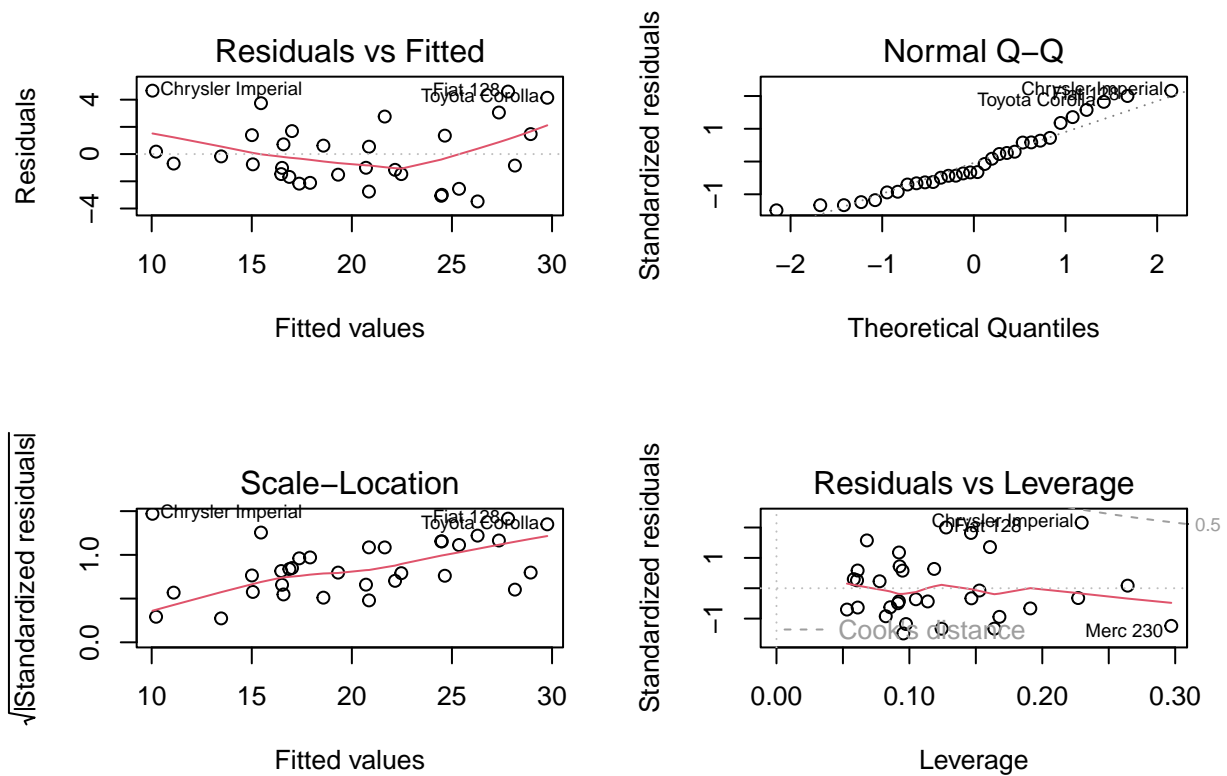 Residuals vs Fitted
Residuals
4
0
−4
Chrysler Imperial
Fiat 128
Toyota Corolla
10 15 20 25 30
Fitted values
Normal Q−Q
Standardized residuals
1
−1
Chrysler Imperial
Fiat 128
Toyota Corolla
−2 −1 0 1 2
Theoretical Quantiles
Scale−Location
√|Standardized residuals|
1.0
0.0
Chrysler Imperial
Fiat 128
Toyota Corolla
10 15 20 25 30
Fitted values
Residuals vs Leverage
Standardized residuals
1
−1
Chrysler Imperial
Fiat 128
0.5
Cook's distance
Merc 230
0.00 0.10 0.20 0.30
Leverage